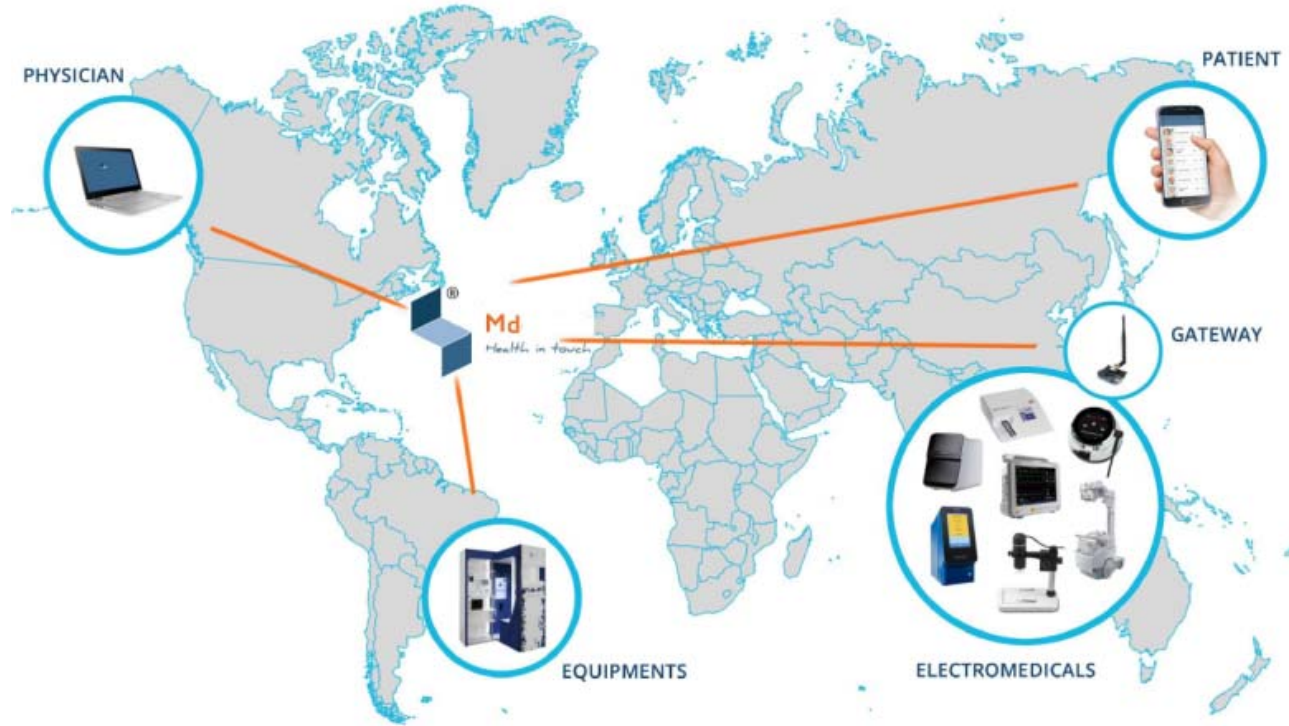 PHYSICIAN
PATIENT
®
Md
Health in touch
GATEWAY
EQUIPMENTS
ELECTROMEDICALS